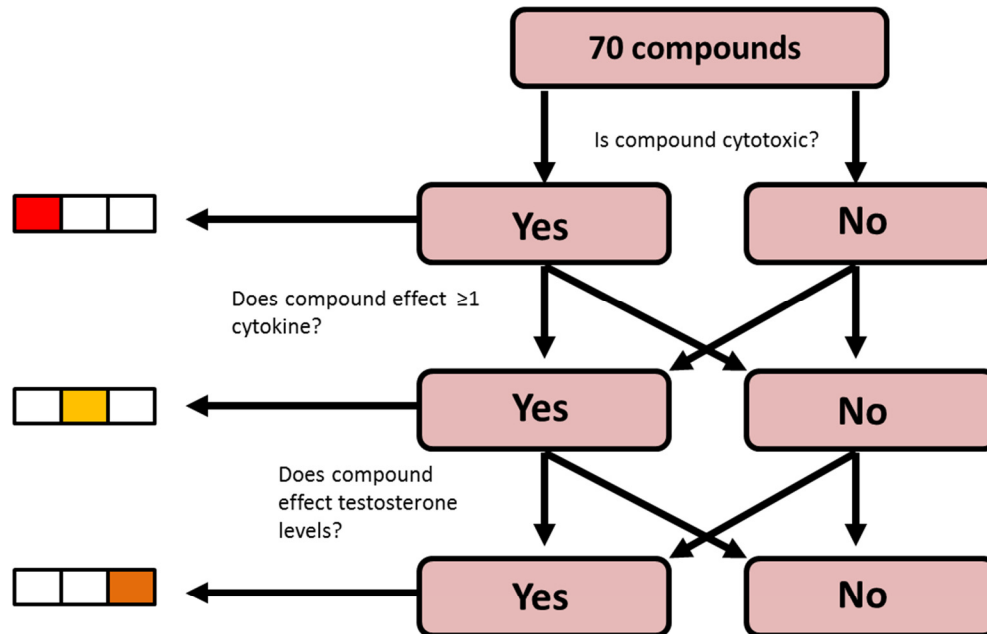 70 compounds
Is compound cytotoxic?
Yes
No
Does compound effect ≥1
cytokine?
Yes
No
Does compound
effect testosterone
levels?
Yes
No